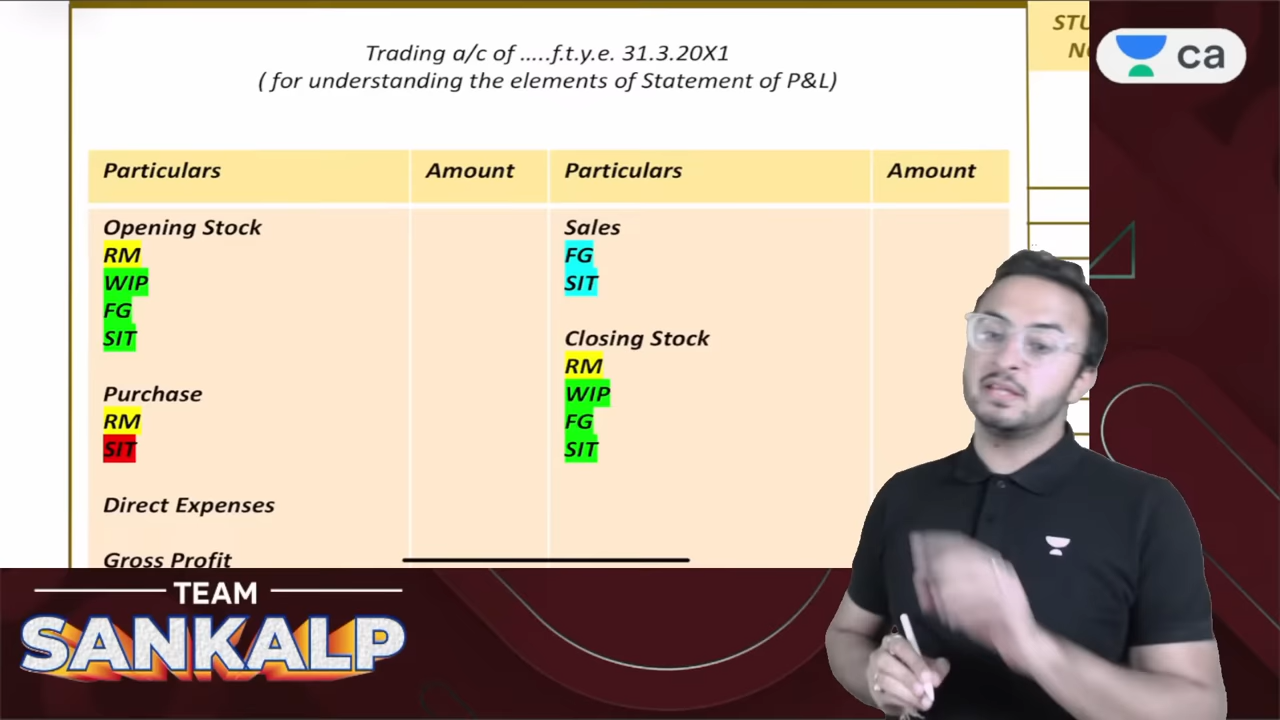 Trading a/c of .....f.t.y.e. 31.3.20X1
( for understanding the elements of Statement of P&L)
Particulars Amount Particulars Amount
Opening Stock
RM
WIP
FG
SIT
Purchase
RM
SIT
Direct Expenses
Gross Profit
Sales
FG
SIT
Closing Stock
RM
WIP
FG
SIT
ca
TEAM
SANKALP